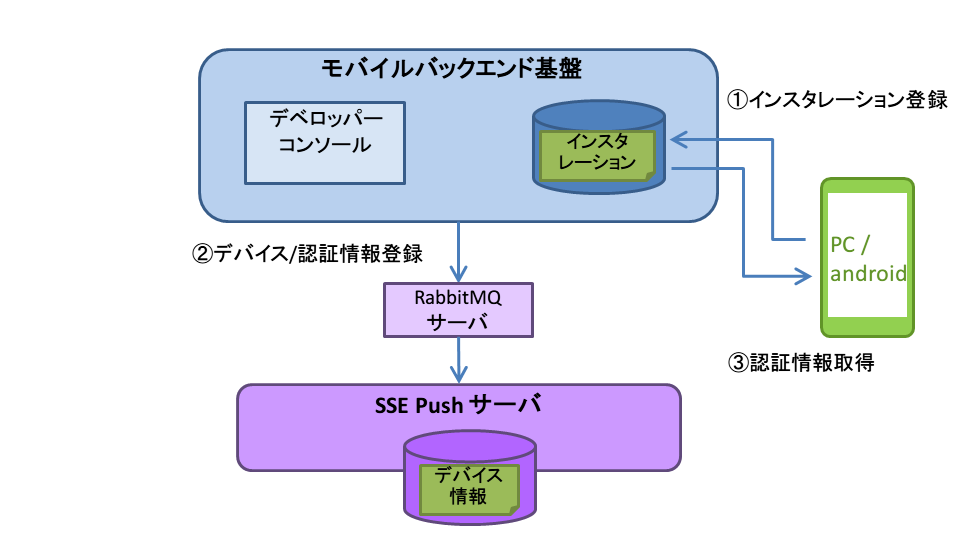 モバイルバックエンド基盤
デベロッパー
コンソール
インスタ
レーション
①インスタレーション登録
②デバイス/認証情報登録
PC /
android
RabbitMQ
サーバ
③認証情報取得
SSE Push サーバ
デバイス
情報